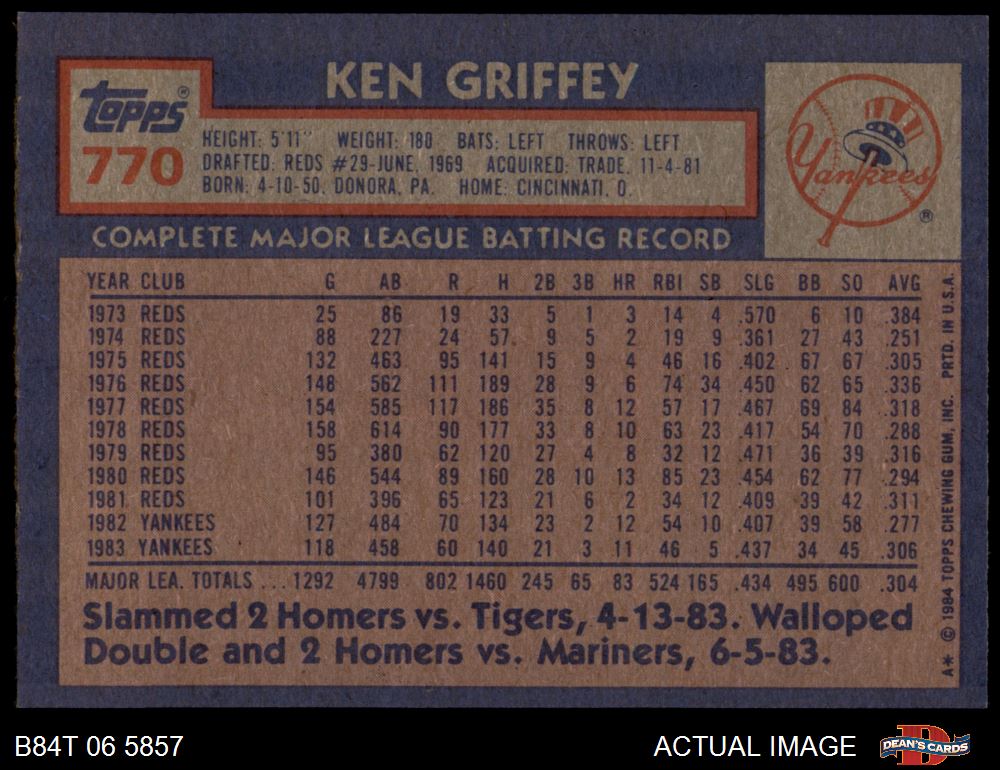 KEN GRIFFEY
TOPPS®
770
HEIGHT: 5'11" WEIGHT: 180 BATS: LEFT THROWS: LEFT
DRAFTED: REDS #29-JUNE, 1969 ACQUIRED: TRADE, 11-4-81
BORN: 4-10-50, DONORA, PA. HOME: CINCINNATI, O.
Yankees
®
COMPLETE MAJOR LEAGUE BATTING RECORD
YEAR CLUB G AB R H 2B 3B HR RBI SB SLG BB SO AVG
1973 REDS 25 86 19 33 5 1 3 14 4 .570 6 10 .384
1974 REDS 88 227 24 57 9 5 2 19 9 .361 27 43 .251
1975 REDS 132 463 95 141 15 9 4 46 16 .402 67 67 .305
1976 REDS 148 562 111 189 28 9 6 74 34 .450 62 65 .336
1977 REDS 154 585 117 186 35 8 12 57 17 .467 69 84 .318
1978 REDS 158 614 90 177 33 8 10 63 23 .417 54 70 .288
1979 REDS 95 380 62 120 27 4 8 32 12 .471 36 39 .316
1980 REDS 146 544 89 160 28 10 13 85 23 .454 62 77 .294
1981 REDS 101 396 65 123 21 6 2 34 12 .409 39 42 .311
1982 YANKEES 127 484 70 134 23 2 12 54 10 .407 39 58 .277
1983 YANKEES 118 458 60 140 21 3 11 46 5 .437 34 45 .306
MAJOR LEA. TOTALS ... 1292 4799 802 1460 245 65 83 524 165 .434 495 600 .304
Slammed 2 Homers vs. Tigers, 4-13-83. Walloped
Double and 2 Homers vs. Mariners, 6-5-83.
A* © 1984 TOPPS CHEWING GUM, INC. PRTD. IN U.S.A.
B84T 06 5857
ACTUAL IMAGE
D
DEAN'S CARDS